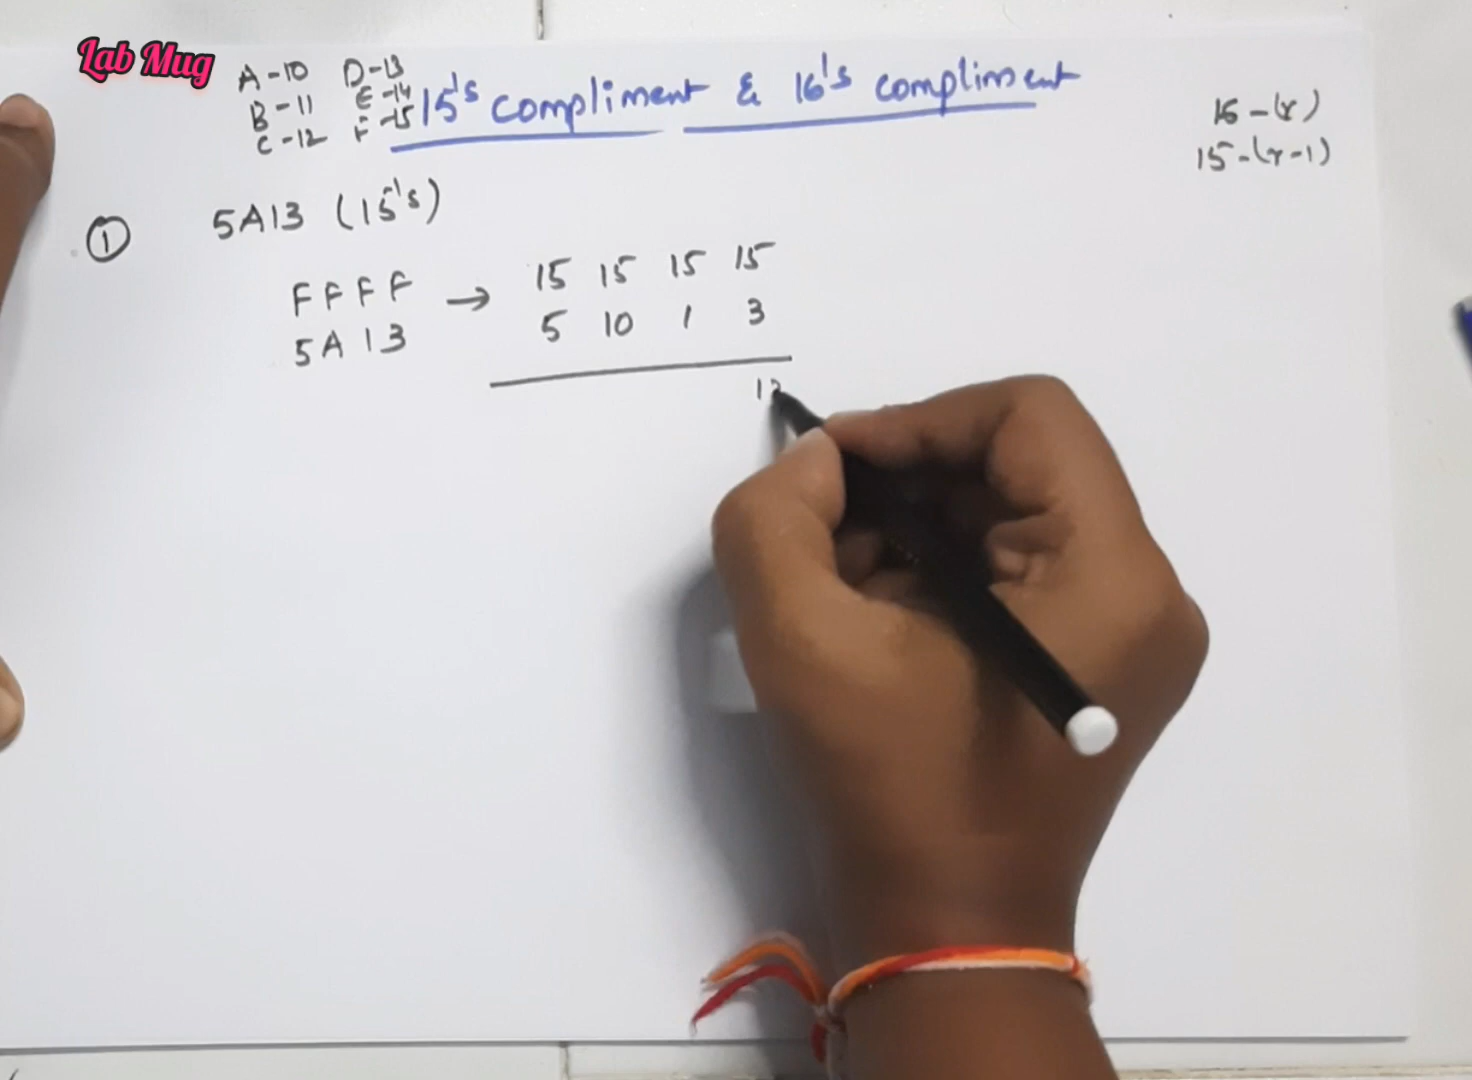 Lab Mug
A-10 D-13
B-11 E-14
C-12 F-15
15's compliment & 16's compliment
16-(r)
15-(r-1)
① 5A13 (15's)
FFFF → 15 15 15 15
5A13 5 10 1 3
12